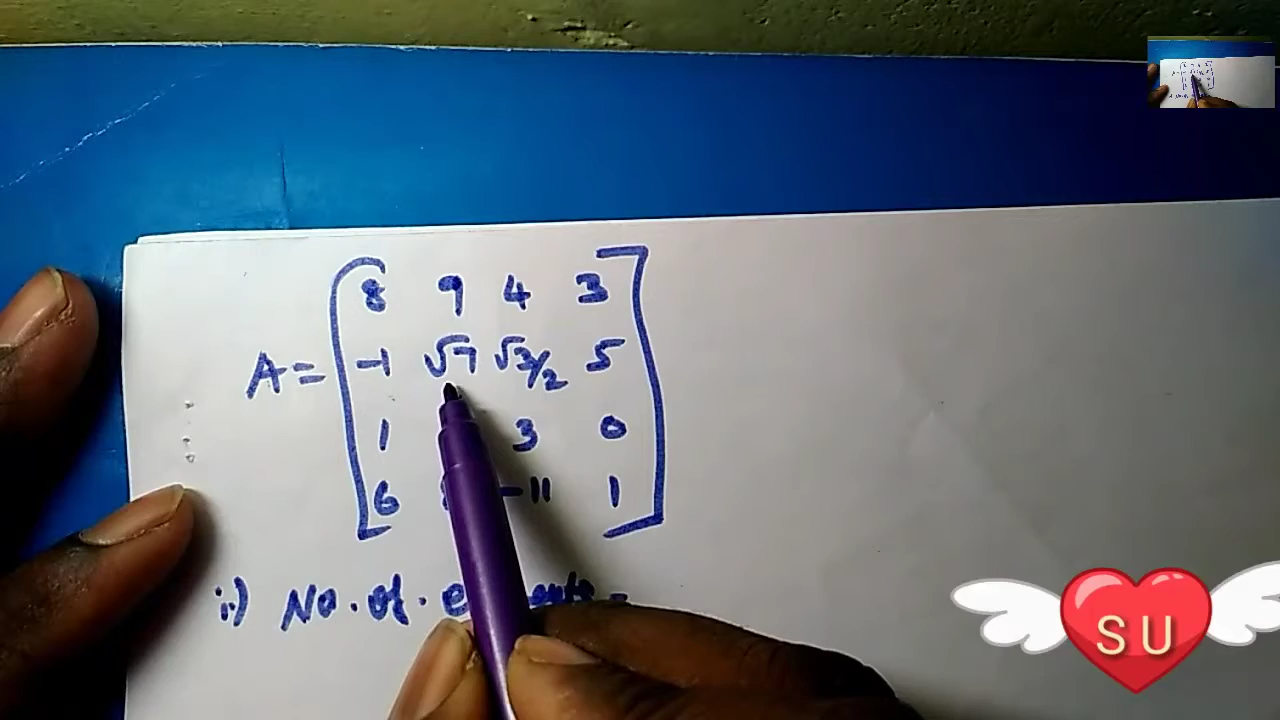 8 9 4 3
A = -1 √7 √3/2 5
1 3 0
6 -11 1
i.) No. of.
SU